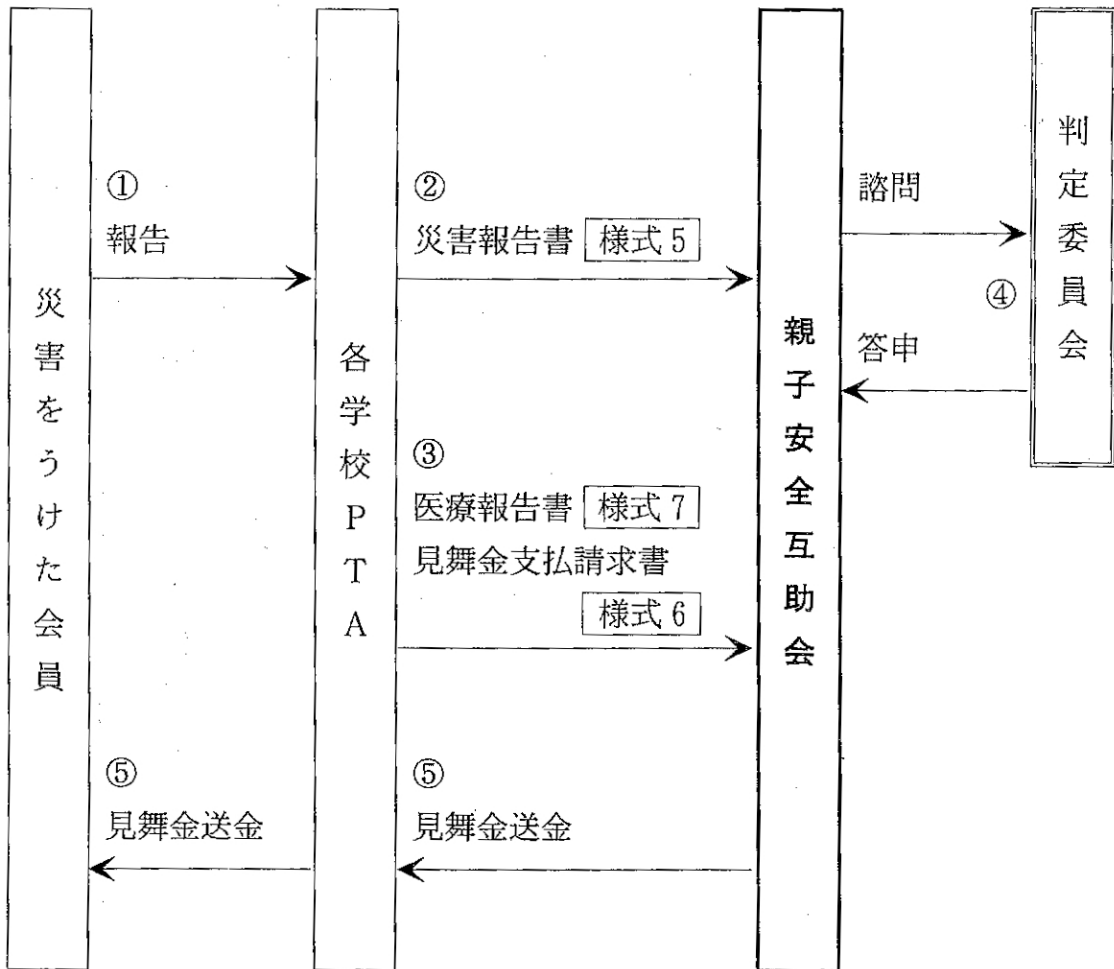 災害をうけた会員
①
報告
⑤
見舞金送金
各学校PTA
②
災害報告書 様式5
③
医療報告書 様式7
見舞金支払請求書
様式6
⑤
見舞金送金
親子安全互助会
諮問
④
答申
判定委員会